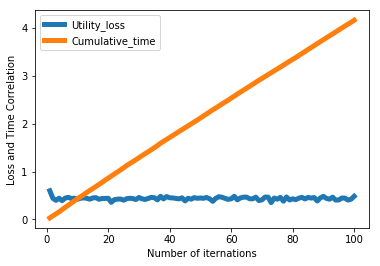 Utility_loss
Cumulative_time
Loss and Time Correlation
4
3
2
1
0
0 20 40 60 80 100
Number of iternations